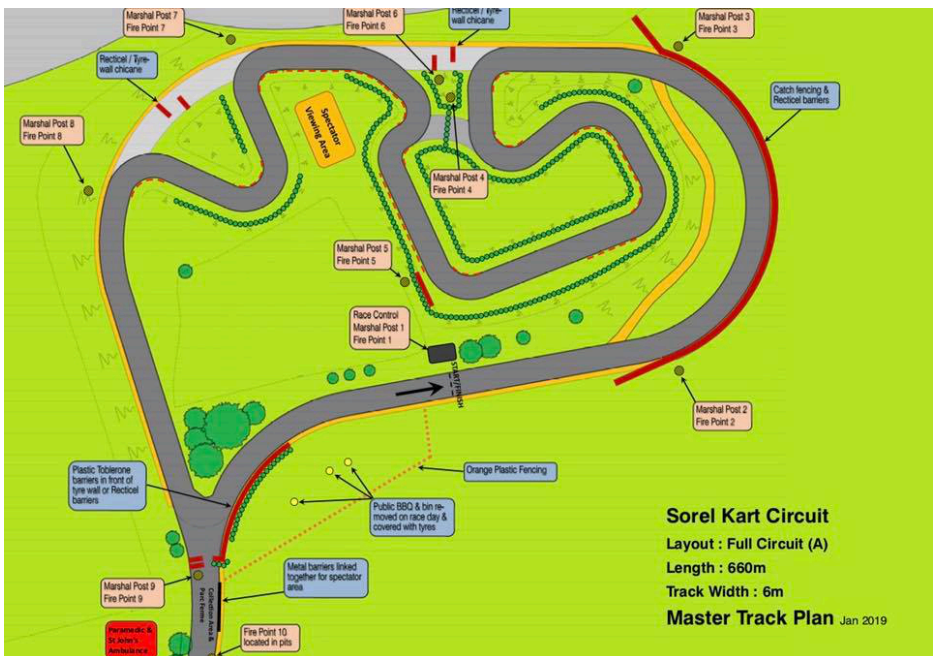 Marshal Post 7
Fire Point 7
Marshal Post 6
Fire Point 6
Recticel / Tyre-
wall chicane
Marshal Post 3
Fire Point 3
Recticel / Tyre-
wall chicane
Catch fencing &
Recticel barriers
Spectator
Viewing Area
Marshal Post 8
Fire Point 8
Marshal Post 4
Fire Point 4
Marshal Post 5
Fire Point 5
Race Control
Marshal Post 1
Fire Point 1
START/FINISH
Marshal Post 2
Fire Point 2
Plastic Toblerone
barriers in front of
tyre wall or Recticel
barriers
Orange Plastic Fencing
Public BBQ & bin re-
moved on race day &
covered with tyres
Sorel Kart Circuit
Layout : Full Circuit (A)
Length : 660m
Track Width : 6m
Master Track Plan Jan 2019
Metal barriers linked
together for spectator
area
Marshal Post 9
Fire Point 9
Collection Area &
Parc Ferme
Paramedic &
St John's
Ambulance
Fire Point 10
located in pits